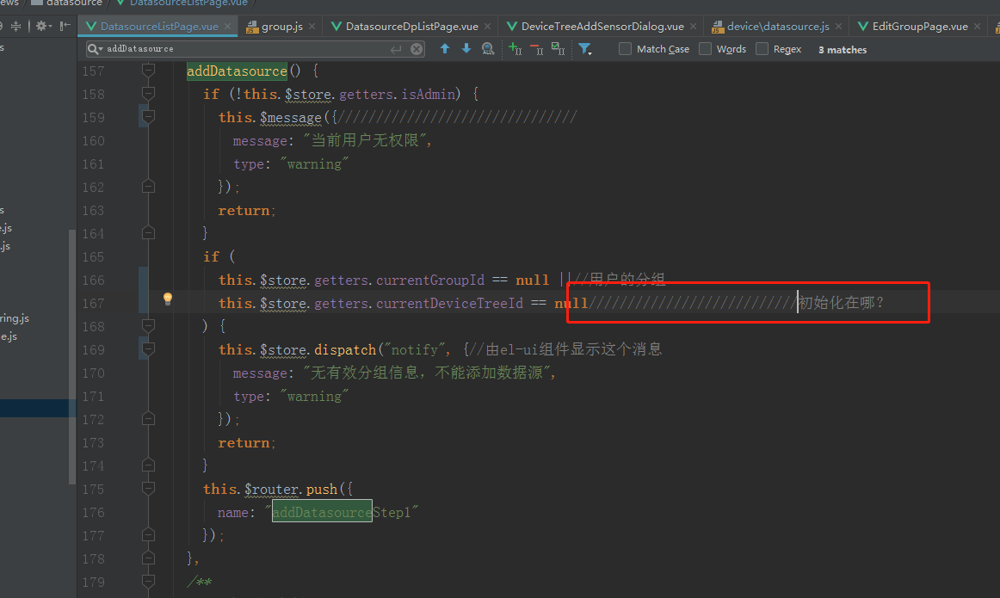 ews datasource DatasourceListPage.vue
DatasourceListPage.vue group.js DatasourceDpListPage.vue DeviceTreeAddSensorDialog.vue device\datasource.js EditGroupPage.vue
addDatasource Match Case Words Regex 3 matches
157 addDatasource() {
158 if (!this.$store.getters.isAdmin) {
159 this.$message({///////////////////////////////
160 message: "当前用户无权限",
161 type: "warning"
162 });
163 return;
164 }
165 if (
166 this.$store.getters.currentGroupId == null ||//用户的分组
167 this.$store.getters.currentDeviceTreeId == null///////////////////////////初始化在哪?
168 ) {
169 this.$store.dispatch("notify", {//由el-ui组件显示这个消息
170 message: "无有效分组信息，不能添加数据源",
171 type: "warning"
172 });
173 return;
174 }
175 this.$router.push({
176 name: "addDatasourceStep1"
177 });
178 },
179 /**
s
s
e.js
.js
ring.js
e.js